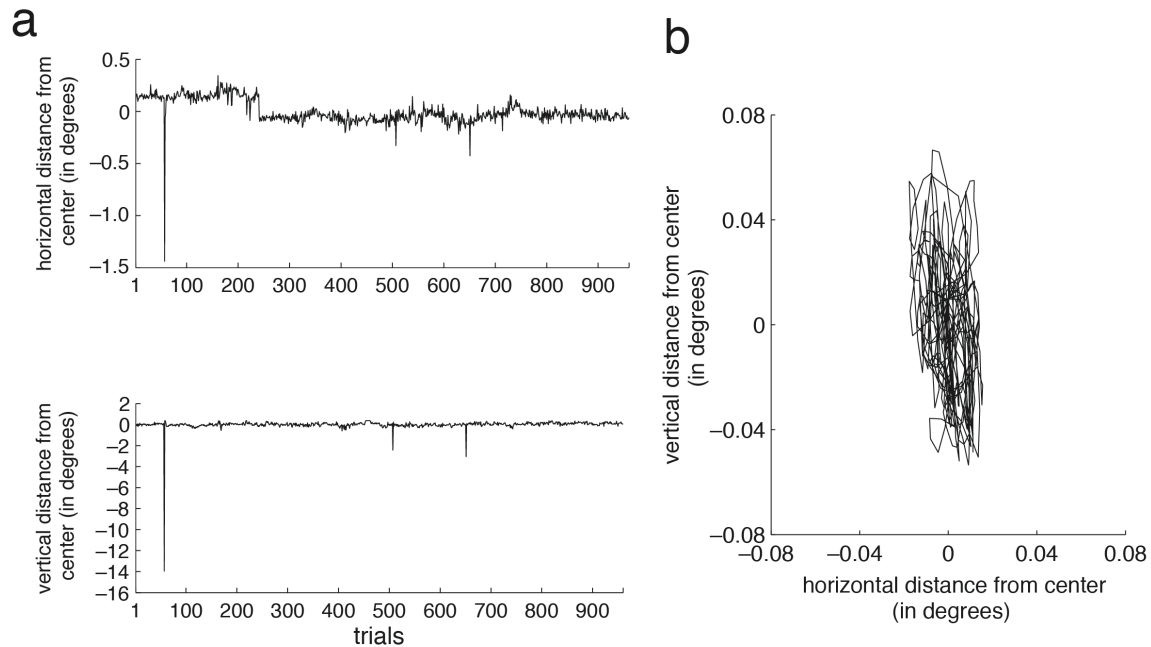 a
horizontal distance from
center (in degrees)
0.5
0
–0.5
–1.0
–1.5
1 100 200 300 400 500 600 700 800 900
vertical distance from
center (in degrees)
2
0
–2
–4
–6
–8
–10
–12
–14
–16
1 100 200 300 400 500 600 700 800 900
trials
b
vertical distance from center
(in degrees)
0.08
0.04
0
–0.04
–0.08
–0.08 –0.04 0 0.04 0.08
horizontal distance from center
(in degrees)